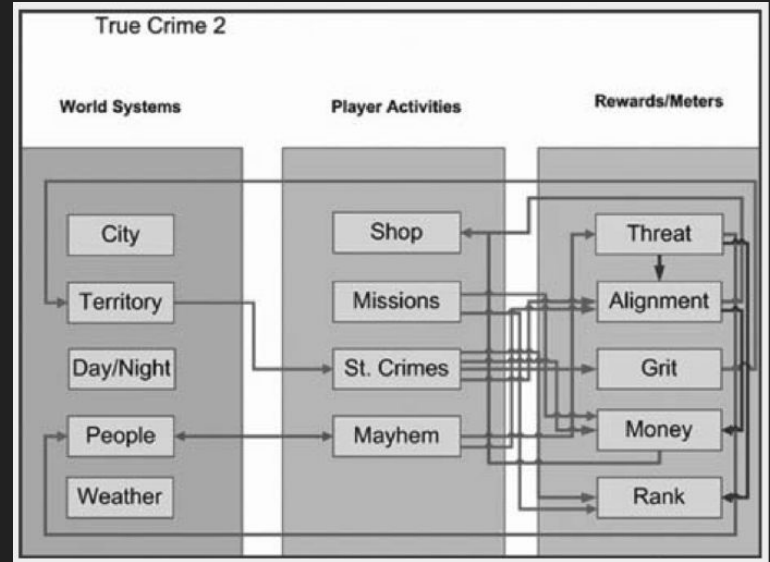 True Crime 2
World Systems
Player Activities
Rewards/Meters
City
Territory
Day/Night
People
Weather
Shop
Missions
St. Crimes
Mayhem
Threat
Alignment
Grit
Money
Rank